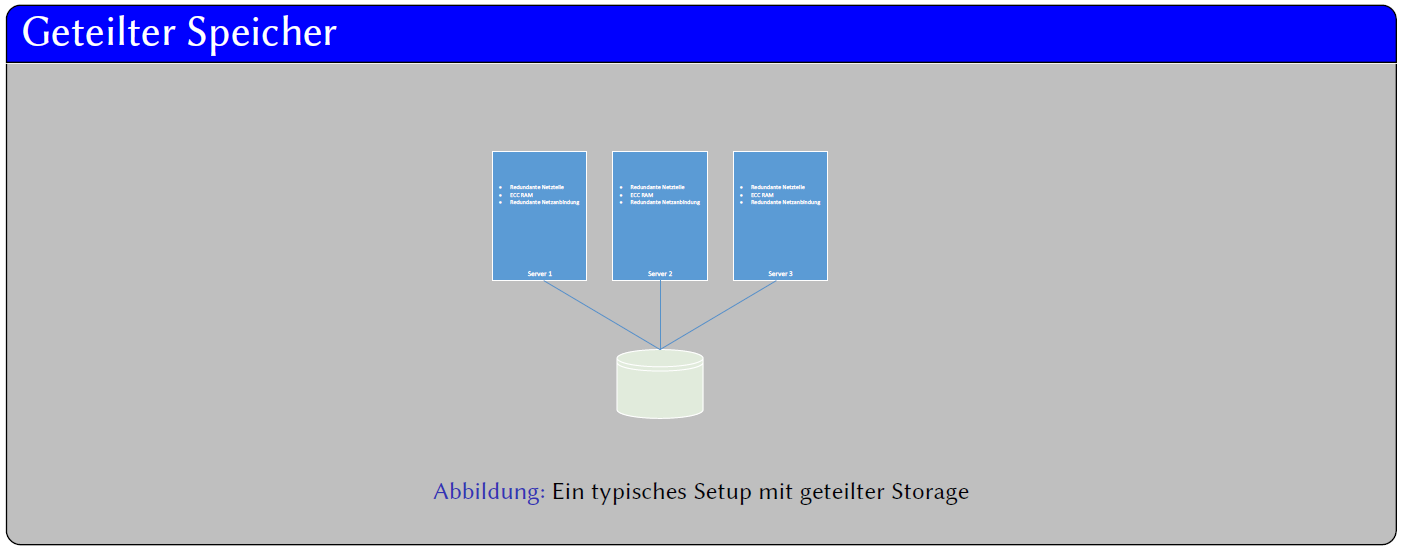 Geteilter Speicher
• Redundante Netzteile
• ECC RAM
• Redundante Netzanbindung
Server 1
• Redundante Netzteile
• ECC RAM
• Redundante Netzanbindung
Server 2
• Redundante Netzteile
• ECC RAM
• Redundante Netzanbindung
Server 3
Abbildung: Ein typisches Setup mit geteilter Storage